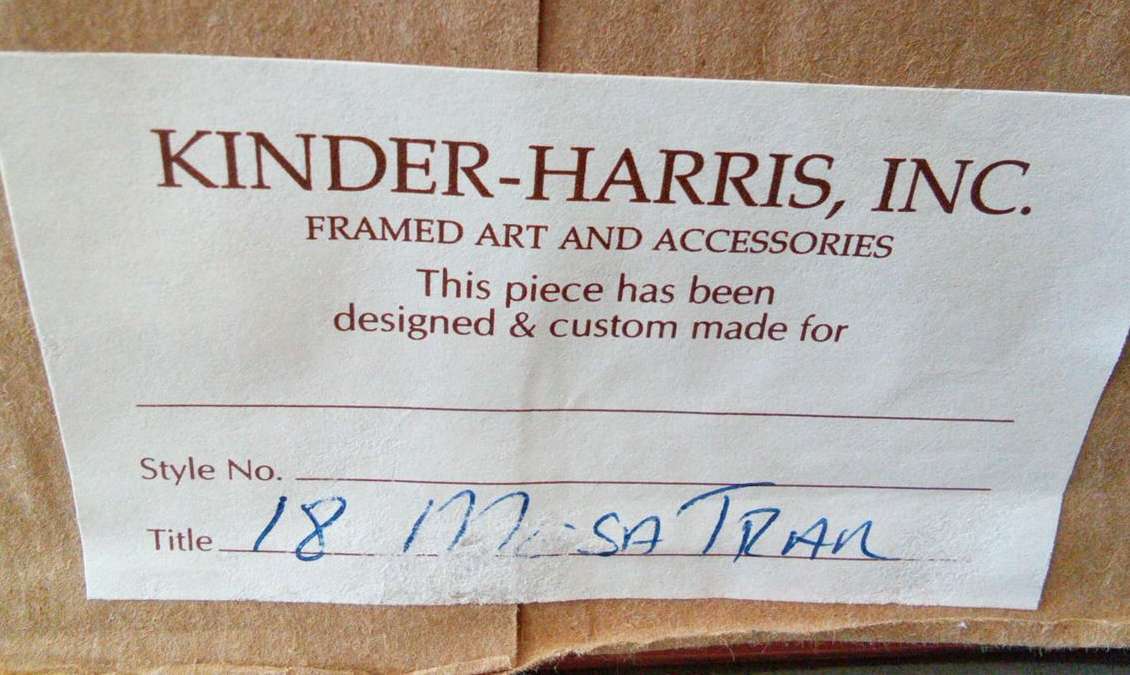 KINDER-HARRIS, INC.
FRAMED ART AND ACCESSORIES
This piece has been
designed & custom made for
Style No.
Title 18